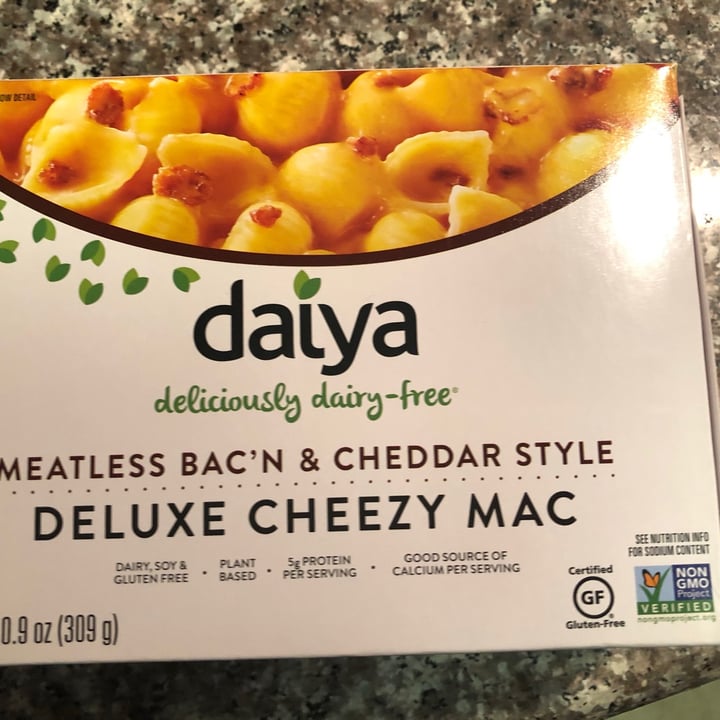 OW DETAIL
daiya
deliciously dairy-free®
MEATLESS BAC'N & CHEDDAR STYLE
DELUXE CHEEZY MAC
DAIRY, SOY & GLUTEN FREE • PLANT BASED • 5g PROTEIN PER SERVING • GOOD SOURCE OF CALCIUM PER SERVING
SEE NUTRITION INFO
FOR SODIUM CONTENT
Certified
GF
Gluten-Free
NON
GMO
Project
VERIFIED
nongmoproject.org
0.9 oz (309 g)